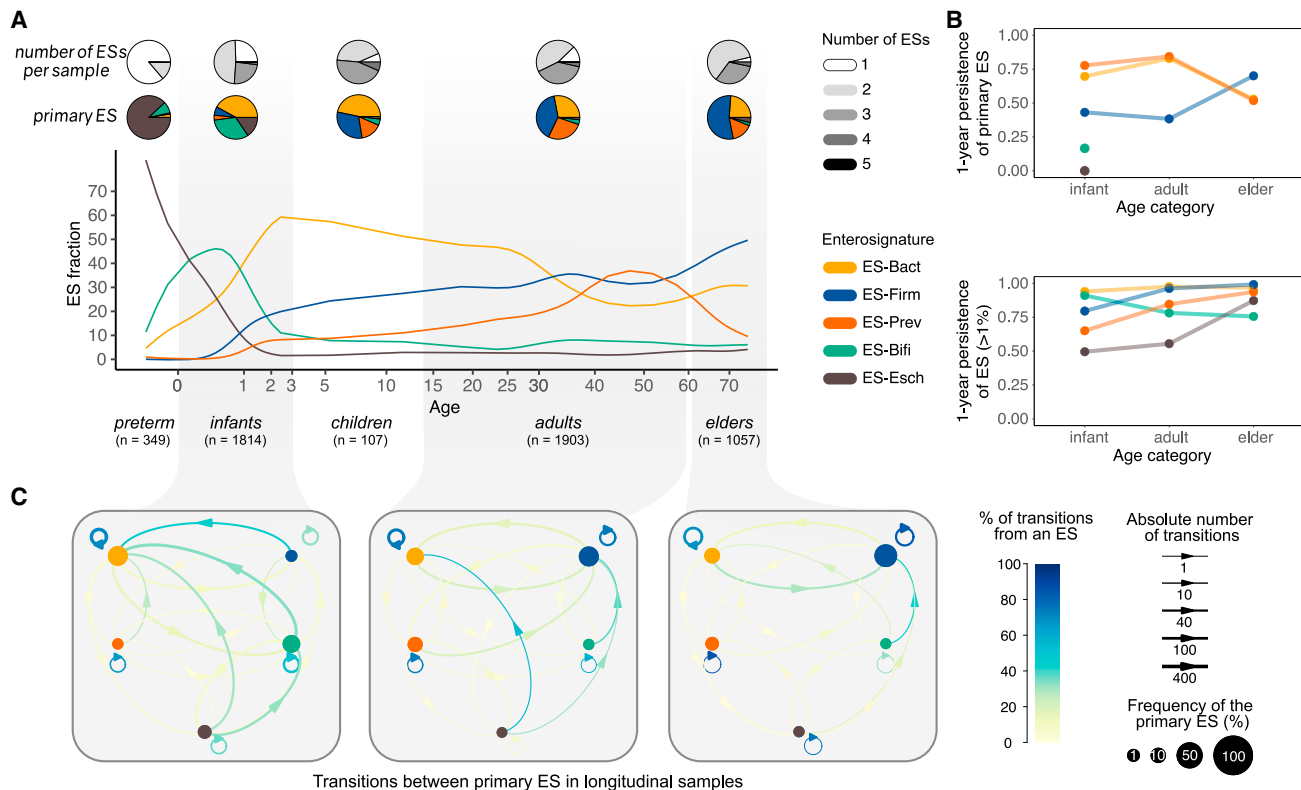 A
number of ESs
per sample
primary ES
Number of ESs
1
2
3
4
5
ES fraction
70
60
50
40
30
20
10
0
0
1
2
3
5
10
15
20
25
30
40
50
60
70
Age
preterm
(n = 349)
infants
(n = 1814)
children
(n = 107)
adults
(n = 1903)
elders
(n = 1057)
Enterosignature
ES-Bact
ES-Firm
ES-Prev
ES-Bifi
ES-Esch
B
1-year persistence
of primary ES
1.00
0.75
0.50
0.25
0.00
infant
adult
elder
Age category
1-year persistence
of ES (>1%)
1.00
0.75
0.50
0.25
0.00
infant
adult
elder
Age category
C
Transitions between primary ES in longitudinal samples
% of transitions
from an ES
100
80
60
40
20
0
Absolute number
of transitions
1
10
40
100
400
Frequency of the
primary ES (%)
1
10
50
100